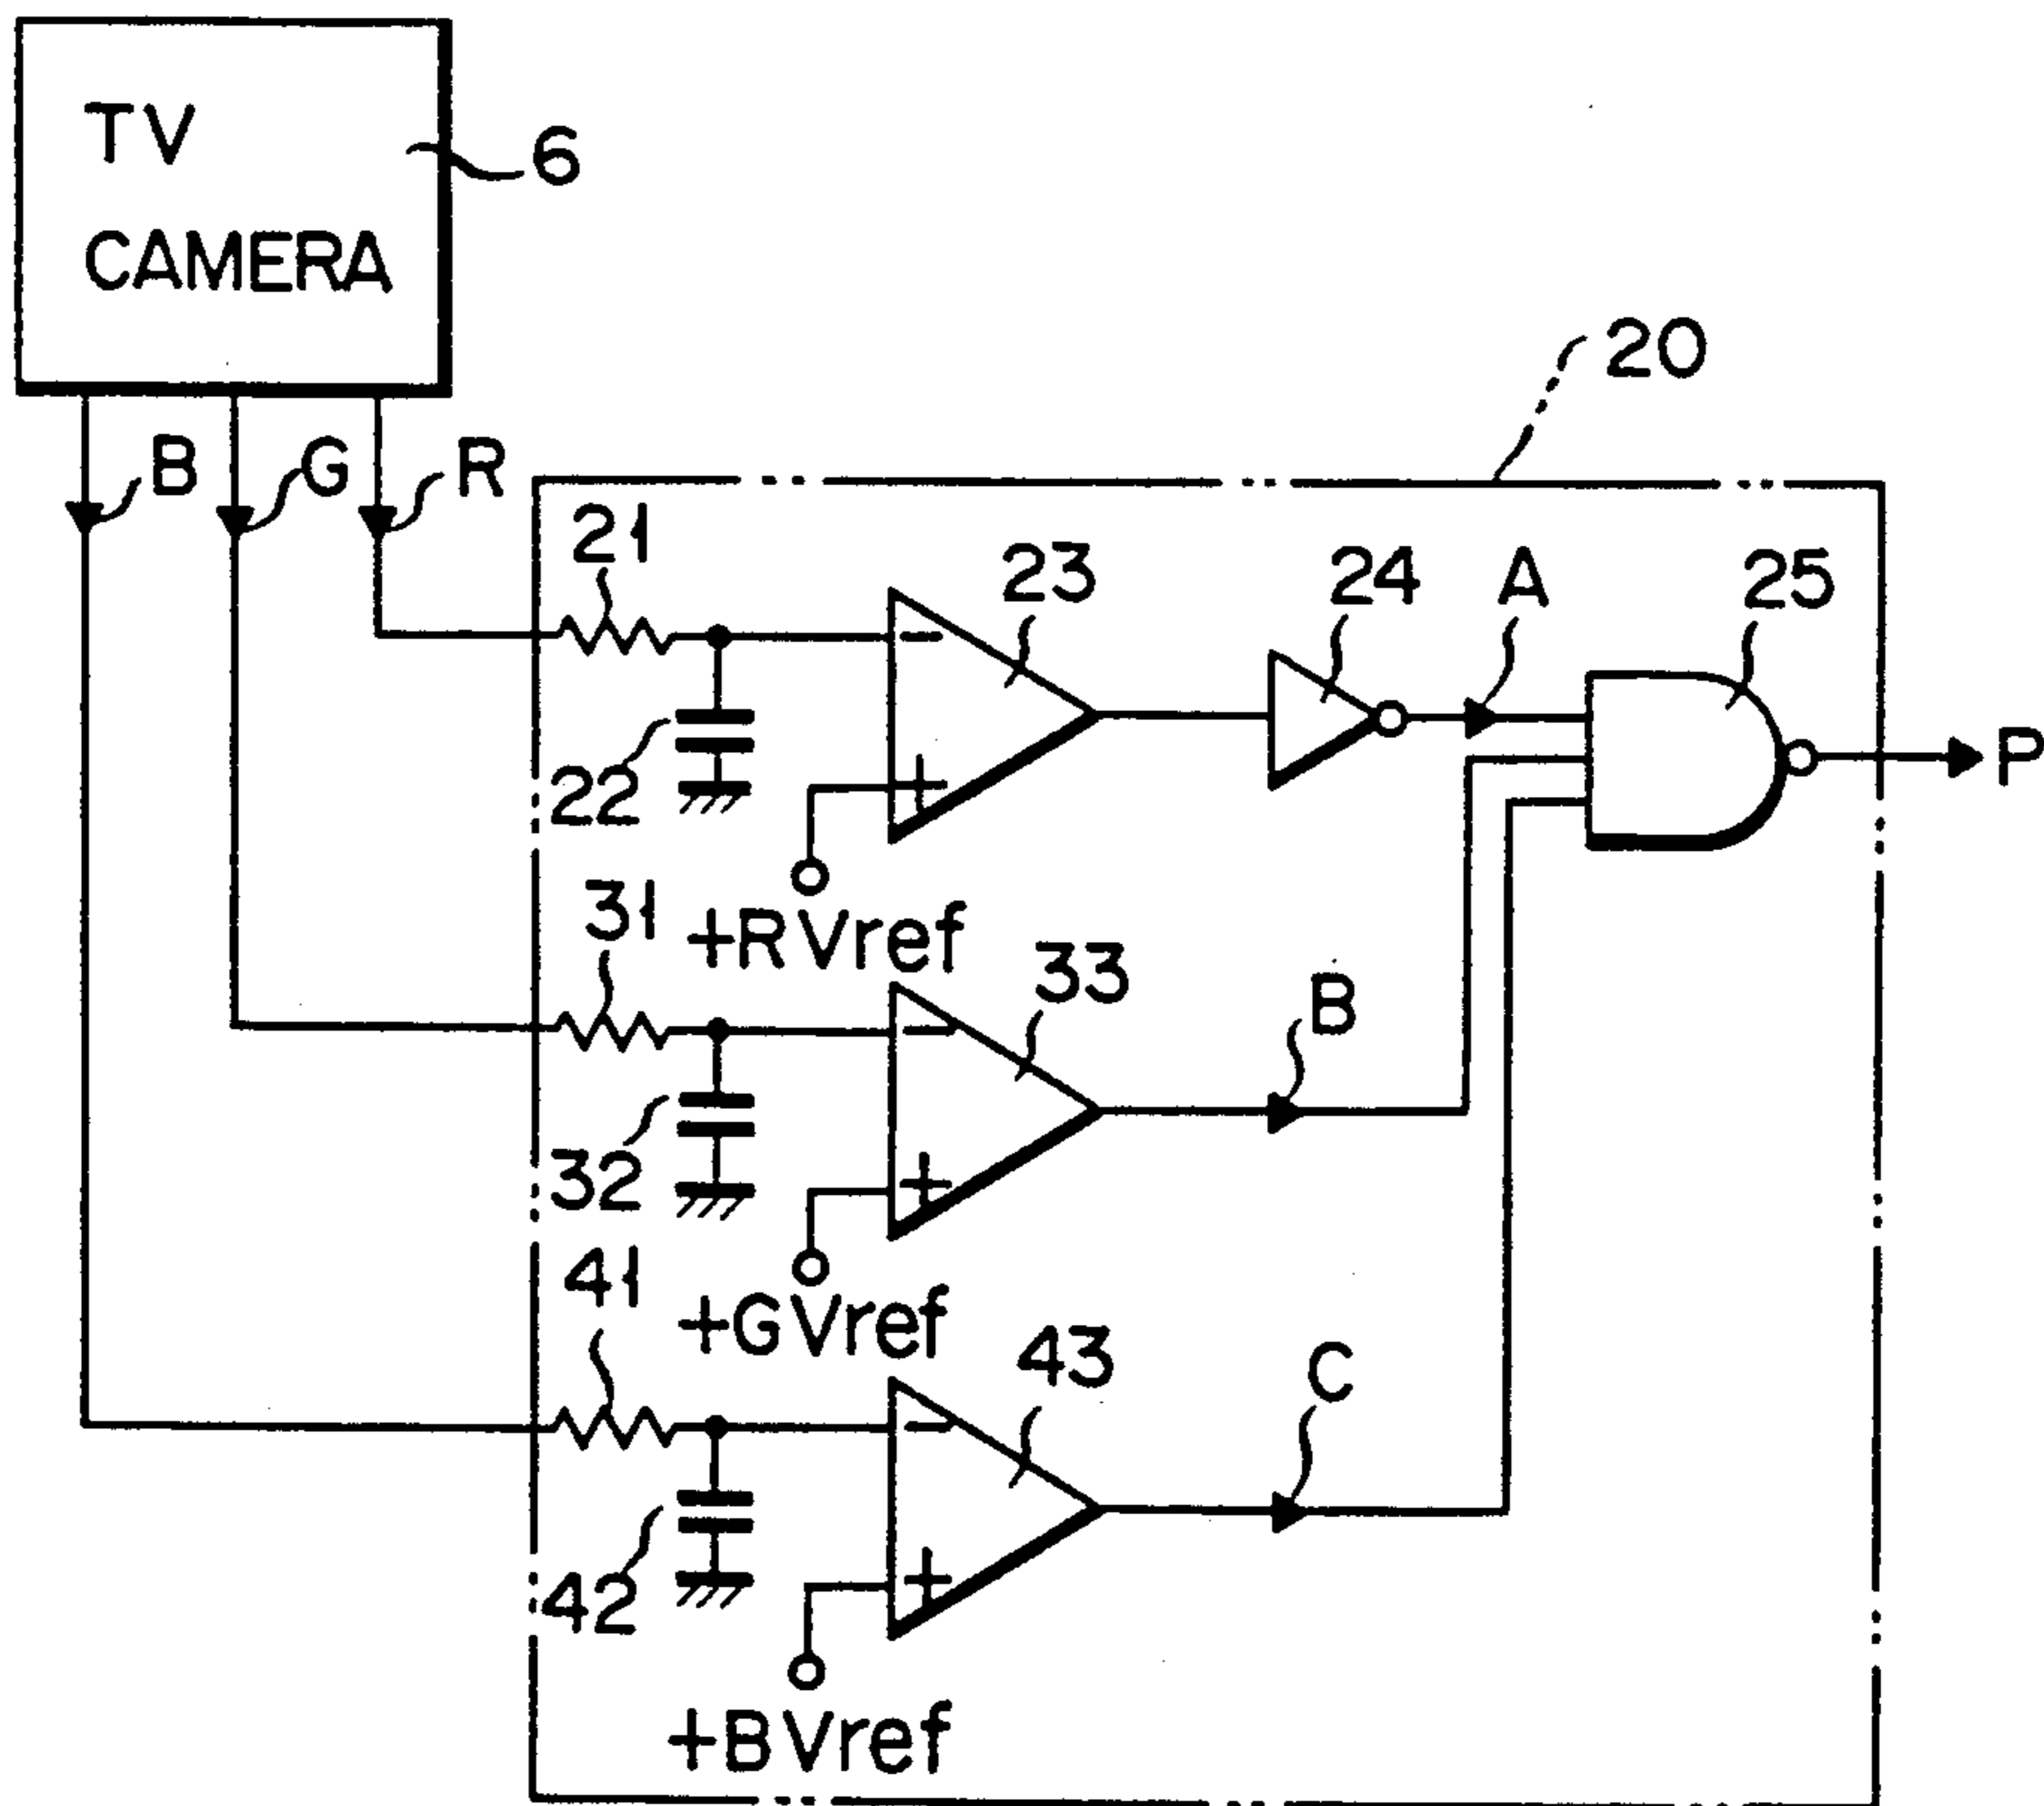 TV
CAMERA
6
20
B
G
R
21
23
24
A
25
22
−
+
P
+RVref
31
33
B
32
−
+
+GVref
41
43
C
42
−
+
+BVref